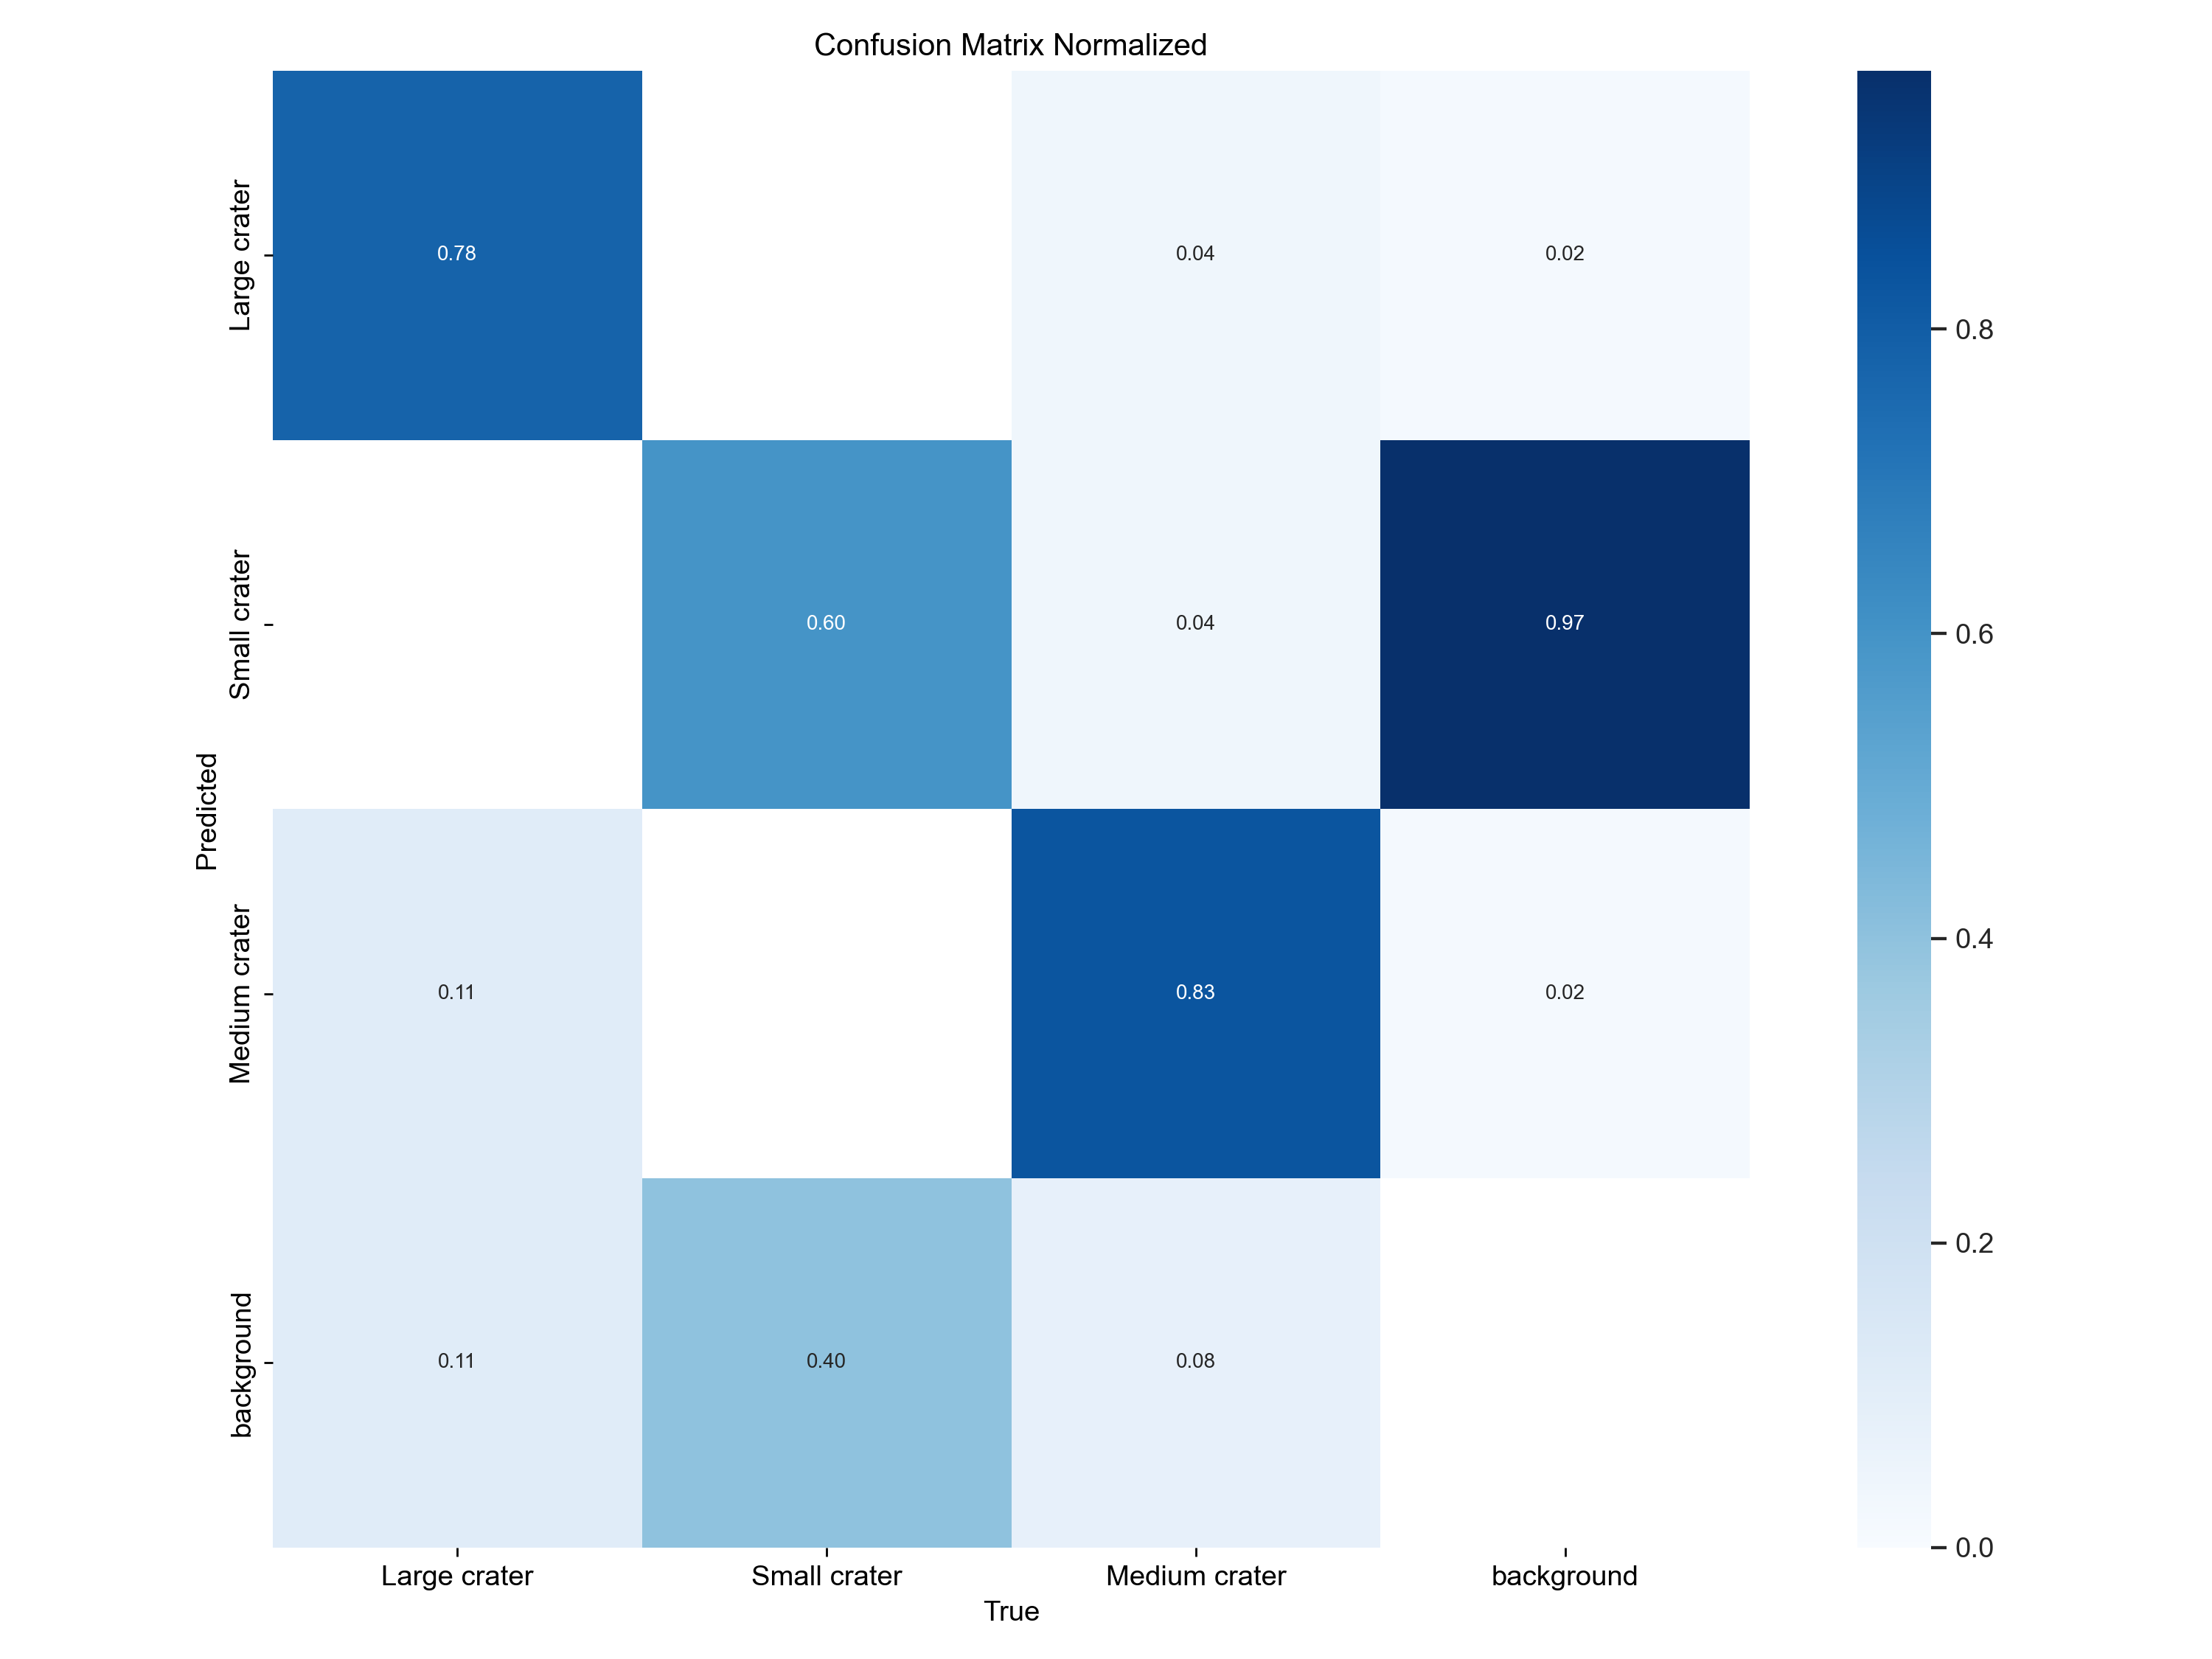 Confusion Matrix Normalized
Large crater
0.78
0.04
0.02
Small crater
0.60
0.04
0.97
Medium crater
0.11
0.83
0.02
background
0.11
0.40
0.08
Predicted
Large crater
Small crater
Medium crater
background
True
0.8
0.6
0.4
0.2
0.0